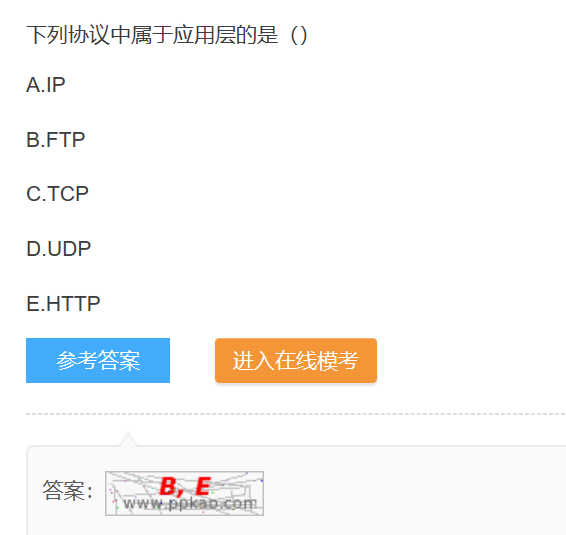 下列协议中属于应用层的是（）
A.IP
B.FTP
C.TCP
D.UDP
E.HTTP
参考答案 进入在线模考
答案： B, E
www.ppkao.com